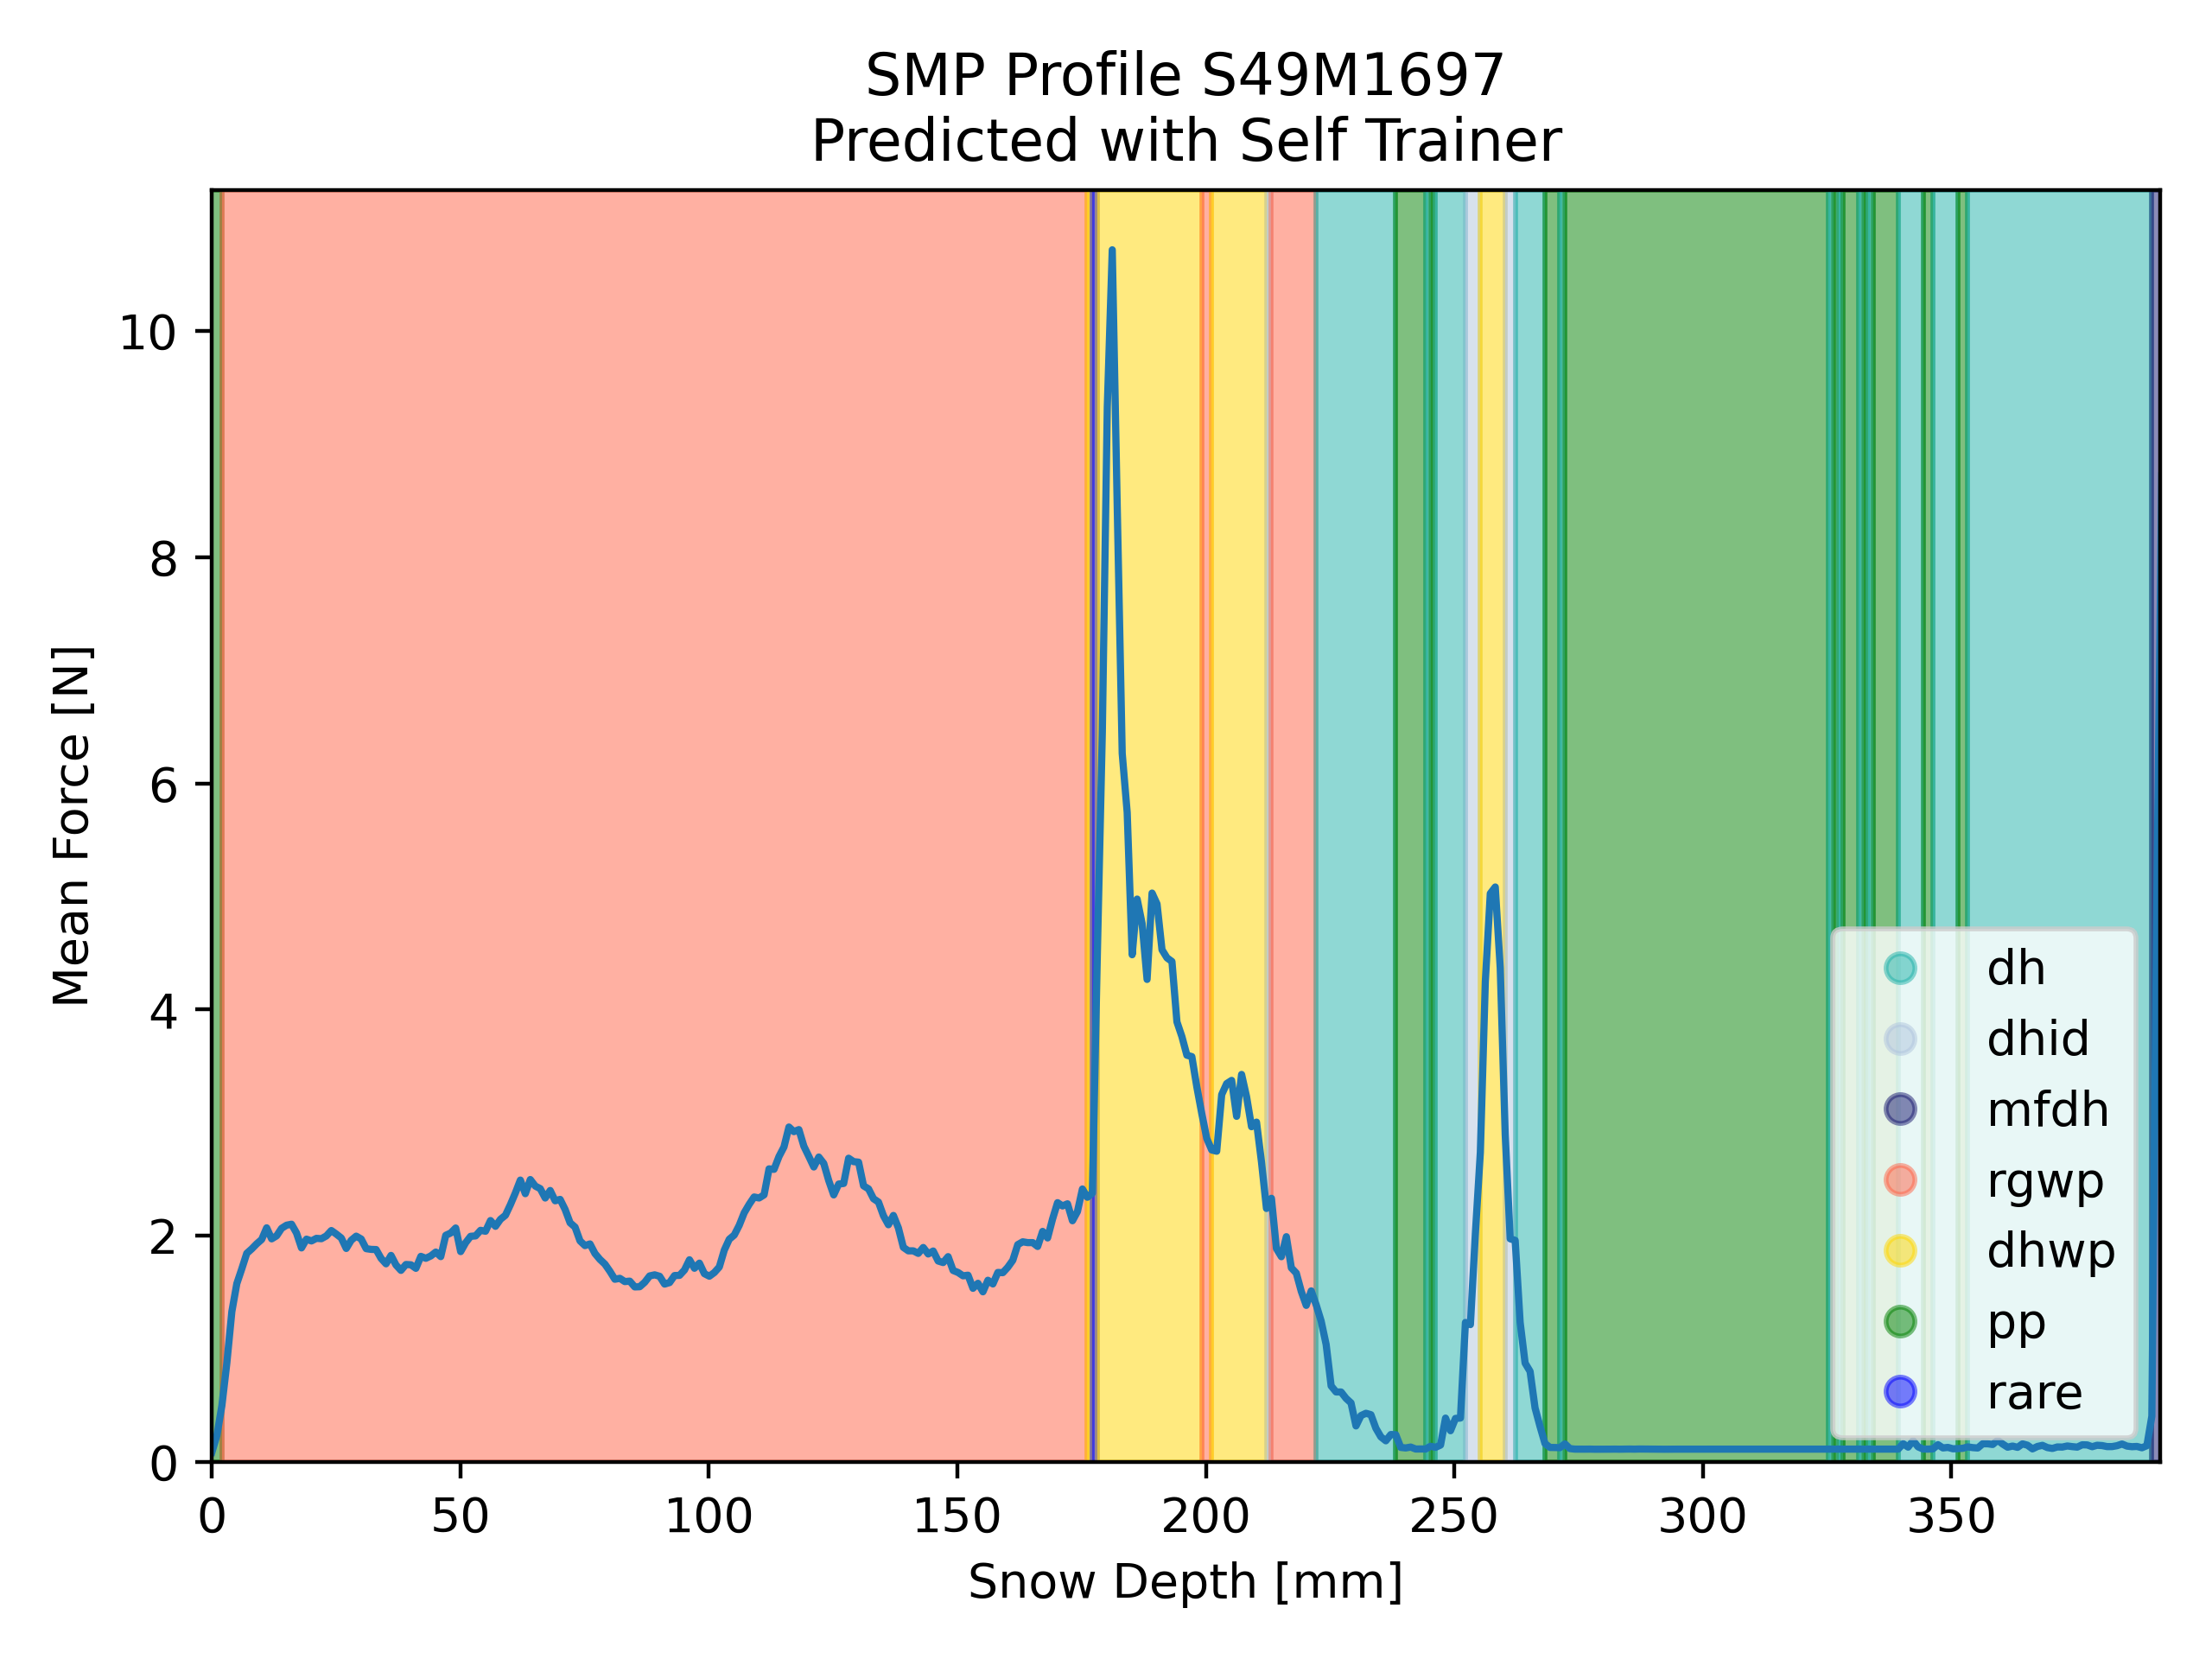 SMP Profile S49M1697
Predicted with Self Trainer
Mean Force [N]
10
8
6
4
2
0
0 50 100 150 200 250 300 350
Snow Depth [mm]
dh
dhid
mfdh
rgwp
dhwp
pp
rare